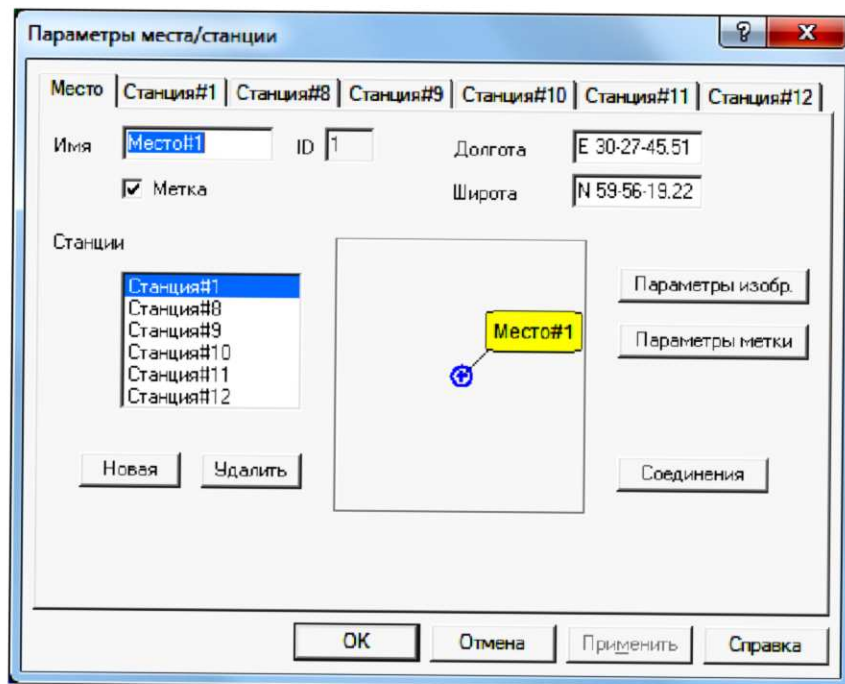 Параметры места/станции
Место Станция#1 Станция#8 Станция#9 Станция#10 Станция#11 Станция#12
Имя Место#1 ID 1 Долгота E 30-27-45.51
Метка Широта N 59-56-19.22
Станции
Станция#1
Станция#8
Станция#9
Станция#10
Станция#11
Станция#12
Место#1
Параметры изобр.
Параметры метки
Новая Удалить Соединения
OK Отмена Применить Справка